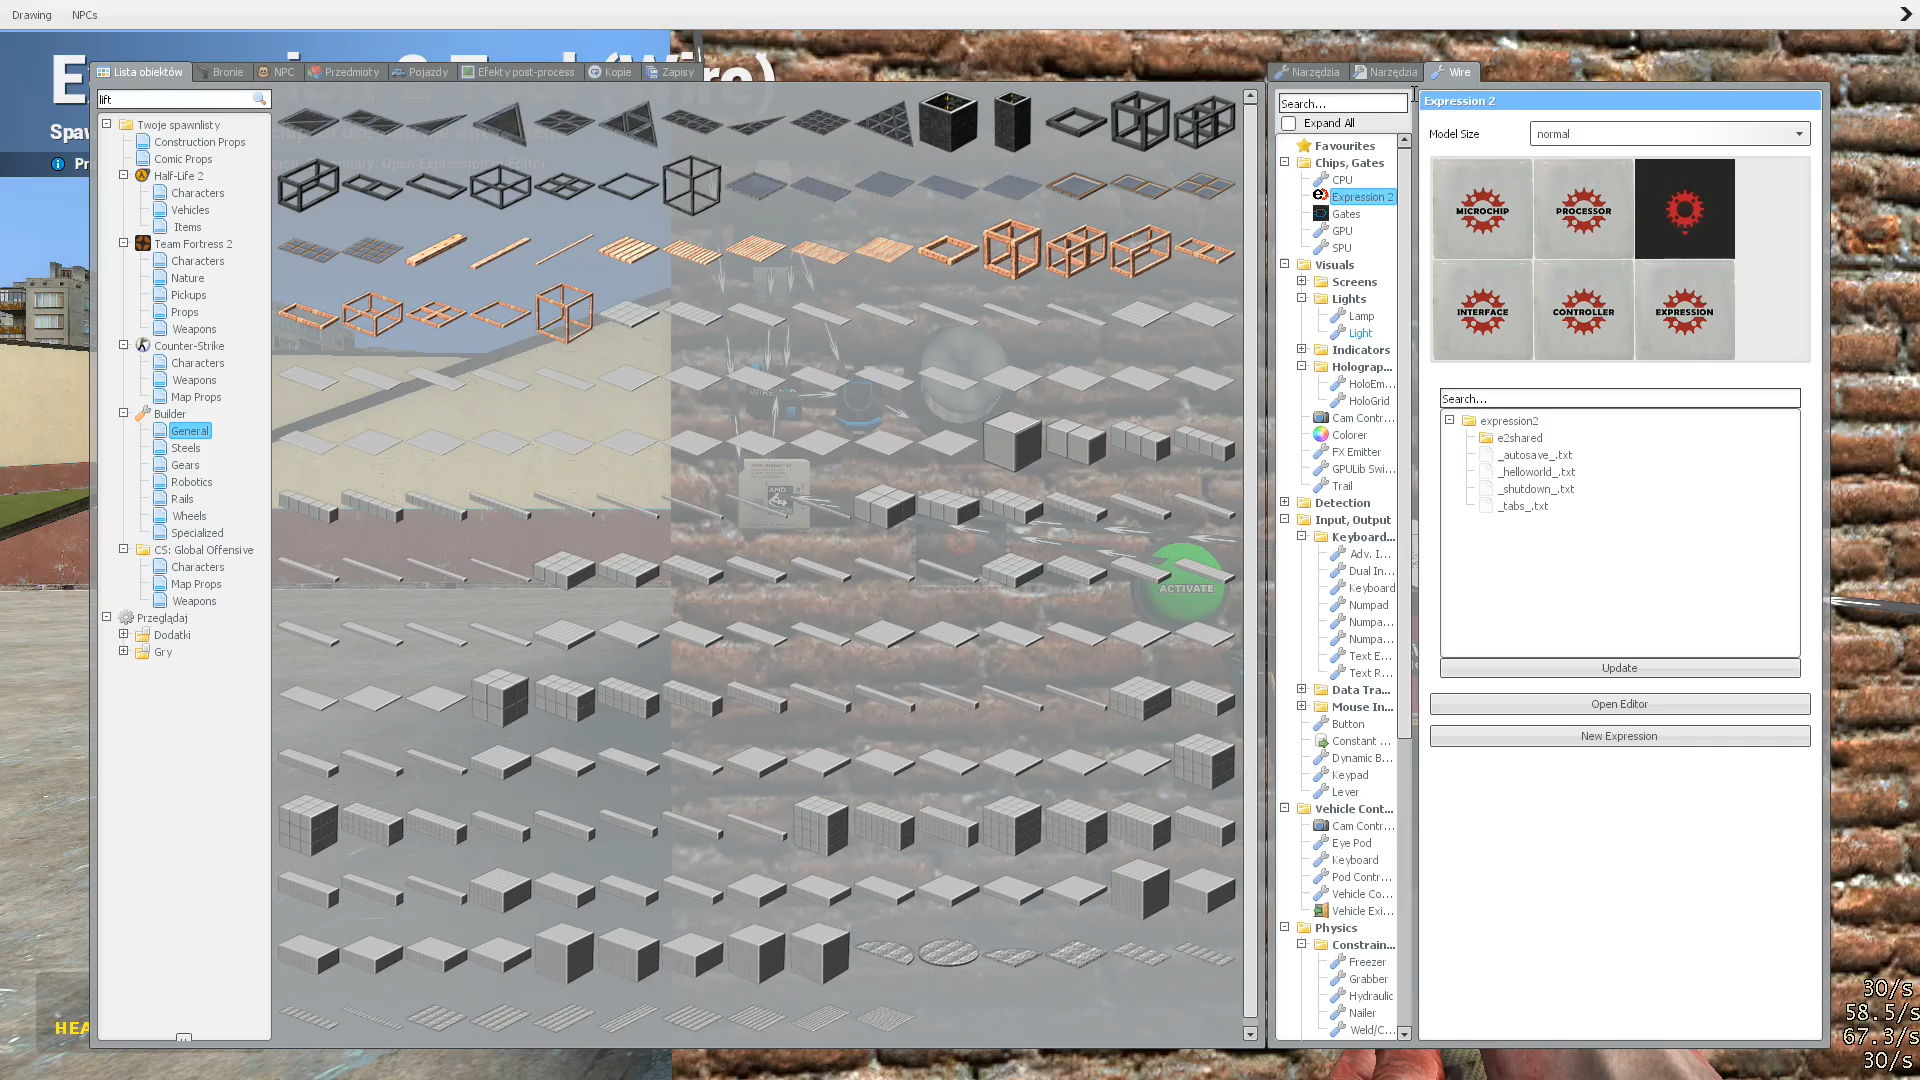 Drawing NPCs
Lista obiektów Bronie NPC Przedmioty Pojazdy Efekty post-process Kopie Zapisy
lift
Twoje spawnlisty
Construction Props
Comic Props
Half-Life 2
Characters
Vehicles
Items
Team Fortress 2
Characters
Nature
Pickups
Props
Weapons
Counter-Strike
Characters
Weapons
Map Props
Builder
General
Steels
Gears
Robotics
Rails
Wheels
Specialized
CS: Global Offensive
Characters
Map Props
Weapons
Przeglądaj
Dodatki
Gry
ACTIVATE
AMD
Narzędzia Narzędzia Wire
Search...
Expand All
Favourites
Chips, Gates
CPU
Expression 2
Gates
GPU
SPU
Visuals
Screens
Lights
Lamp
Light
Indicators
Holograp...
HoloEm...
HoloGrid
Cam Contr...
Colorer
FX Emitter
GPULib Swi...
Trail
Detection
Input, Output
Keyboard...
Adv. I...
Dual In...
Keyboard
Numpad
Numpa...
Numpa...
Text E...
Text R...
Data Tra...
Mouse In...
Button
Constant ...
Dynamic B...
Keypad
Lever
Vehicle Cont...
Cam Contr...
Eye Pod
Keyboard
Pod Contr...
Vehicle Co...
Vehicle Exi...
Physics
Constrain...
Freezer
Grabber
Hydraulic
Nailer
Weld/C...
Expression 2
Model Size normal
MICROCHIP PROCESSOR
INTERFACE CONTROLLER EXPRESSION
Search...
expression2
e2shared
_autosave_.txt
_helloworld_.txt
_shutdown_.txt
_tabs_.txt
Update
Open Editor
New Expression
30/s
58.5/s
67.3/s
30/s
HEA